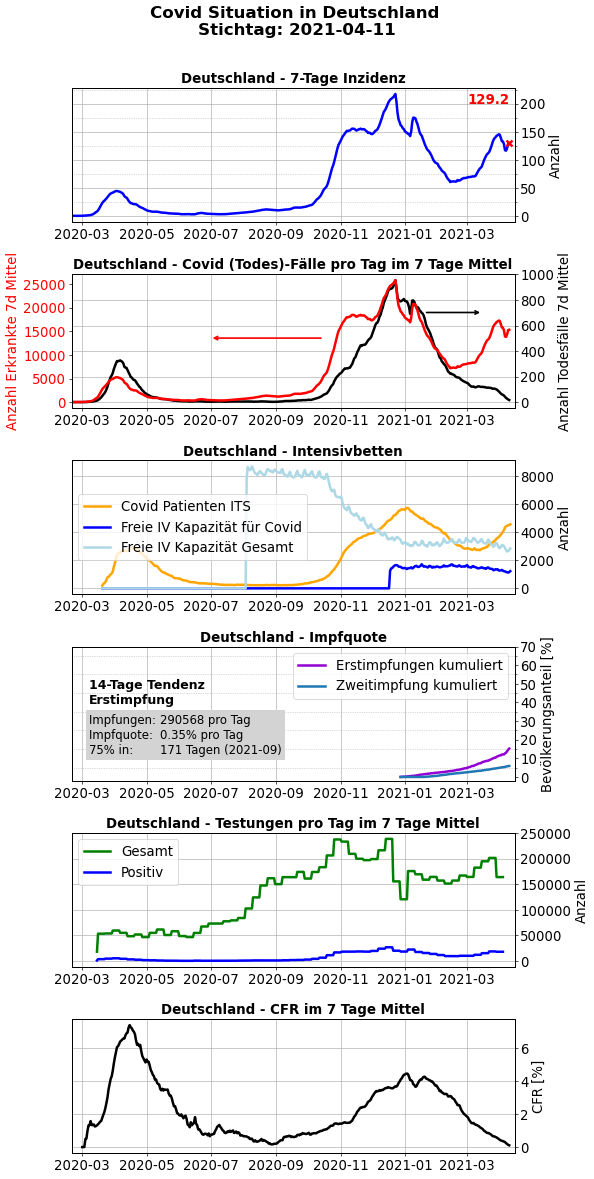 Covid Situation in Deutschland
Stichtag: 2021-04-11
Deutschland - 7-Tage Inzidenz
129.2
200
150
100
50
0
Anzahl
2020-03 2020-05 2020-07 2020-09 2020-11 2021-01 2021-03
Deutschland - Covid (Todes)-Fälle pro Tag im 7 Tage Mittel
Anzahl Erkrankte 7d Mittel
25000
20000
15000
10000
5000
0
1000
800
600
400
200
0
Anzahl Todesfälle 7d Mittel
2020-03 2020-05 2020-07 2020-09 2020-11 2021-01 2021-03
Deutschland - Intensivbetten
Covid Patienten ITS
Freie IV Kapazität für Covid
Freie IV Kapazität Gesamt
8000
6000
4000
2000
0
Anzahl
2020-03 2020-05 2020-07 2020-09 2020-11 2021-01 2021-03
Deutschland - Impfquote
Erstimpfungen kumuliert
Zweitimpfung kumuliert
14-Tage Tendenz
Erstimpfung
Impfungen: 290568 pro Tag
Impfquote: 0.35% pro Tag
75% in: 171 Tagen (2021-09)
70
60
50
40
30
20
10
0
Bevölkerungsanteil [%]
2020-03 2020-05 2020-07 2020-09 2020-11 2021-01 2021-03
Deutschland - Testungen pro Tag im 7 Tage Mittel
Gesamt
Positiv
250000
200000
150000
100000
50000
0
Anzahl
2020-03 2020-05 2020-07 2020-09 2020-11 2021-01 2021-03
Deutschland - CFR im 7 Tage Mittel
6
4
2
0
CFR [%]
2020-03 2020-05 2020-07 2020-09 2020-11 2021-01 2021-03